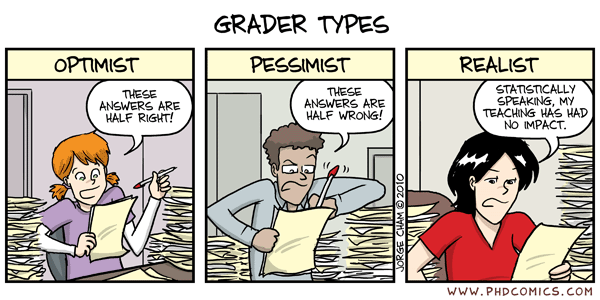 GRADER TYPES
OPTIMIST
THESE
ANSWERS ARE
HALF RIGHT!
PESSIMIST
THESE
ANSWERS ARE
HALF WRONG!
REALIST
STATISTICALLY
SPEAKING, MY
TEACHING HAS HAD
NO IMPACT.
JORGE CHAM © 2010
WWW.PHDCOMICS.COM